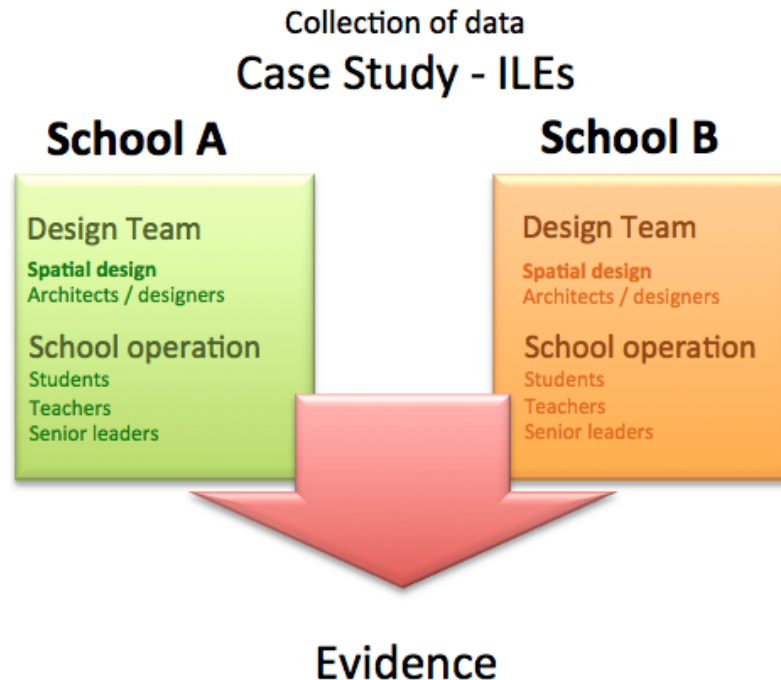 Collection of data
Case Study - ILEs
School A
Design Team
Spatial design
Architects / designers
School operation
Students
Teachers
Senior leaders
School B
Design Team
Spatial design
Architects / designers
School operation
Students
Teachers
Senior leaders
Evidence